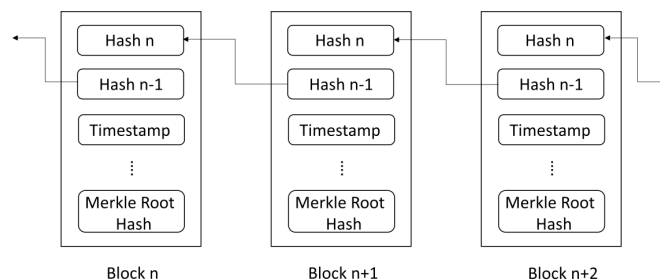 Hash n
Hash n-1
Timestamp
⋮
Merkle Root
Hash
Block n
Hash n
Hash n-1
Timestamp
⋮
Merkle Root
Hash
Block n+1
Hash n
Hash n-1
Timestamp
⋮
Merkle Root
Hash
Block n+2